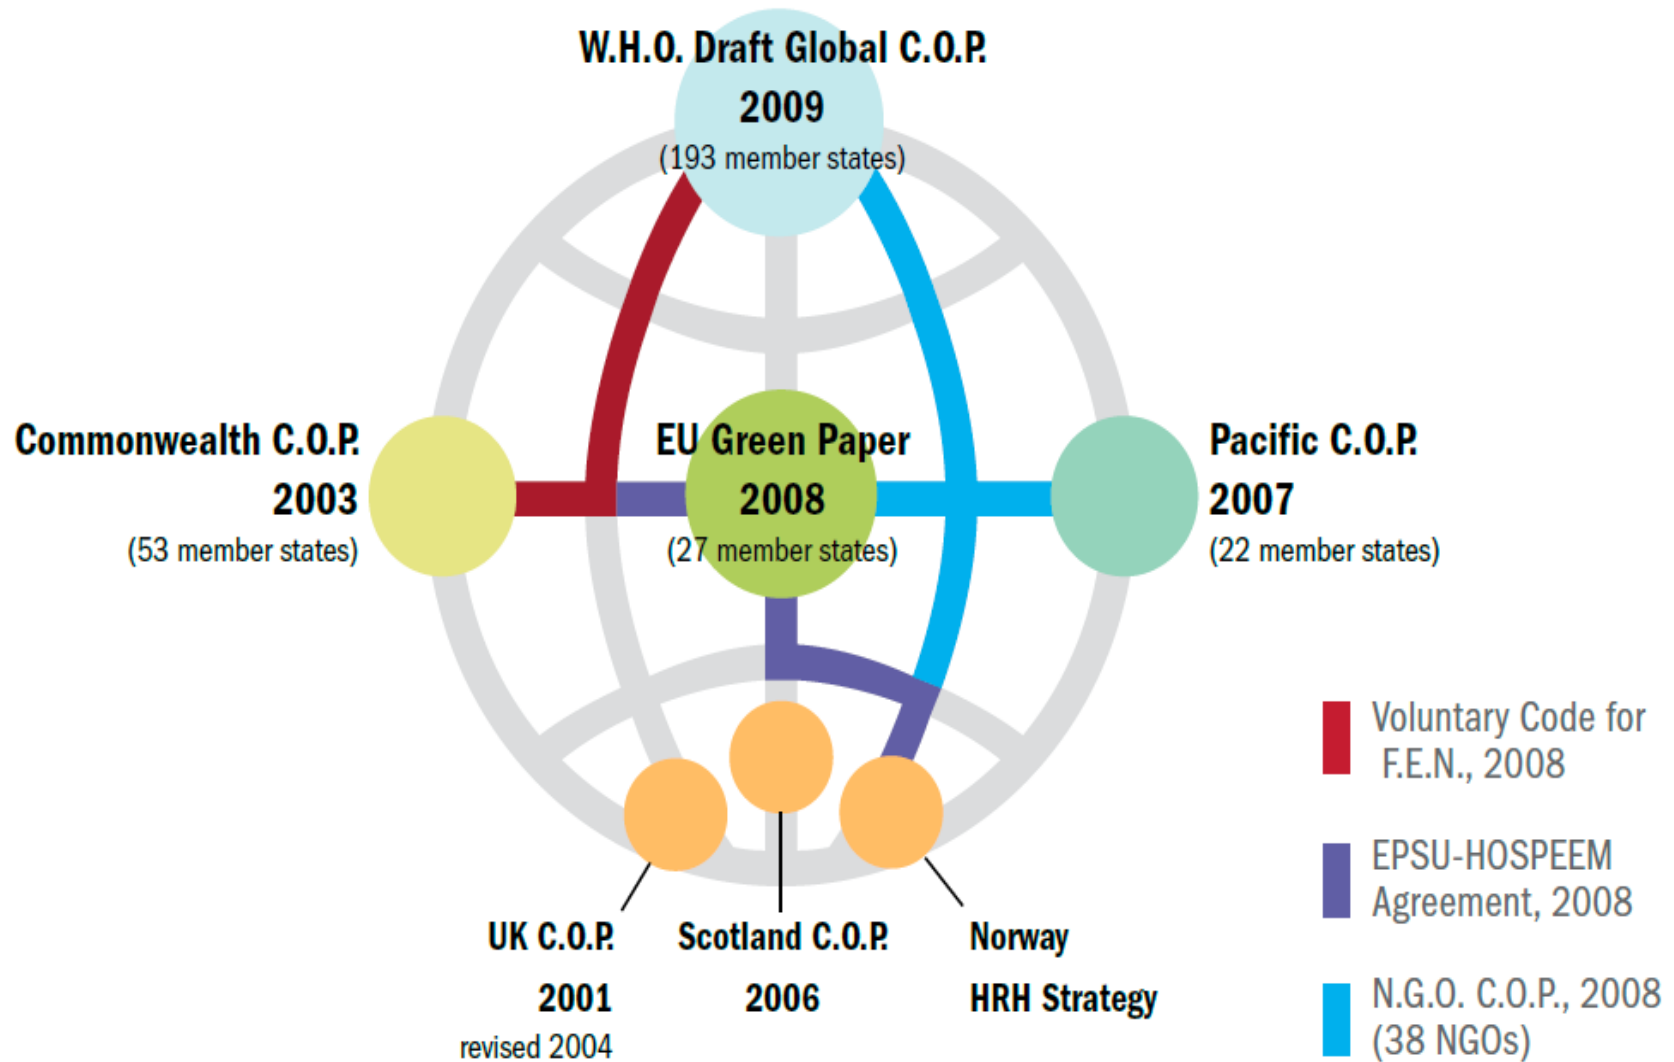 W.H.O. Draft Global C.O.P.
2009
(193 member states)
Commonwealth C.O.P.
2003
(53 member states)
EU Green Paper
2008
(27 member states)
Pacific C.O.P.
2007
(22 member states)
UK C.O.P.
2001
revised 2004
Scotland C.O.P.
2006
Norway
HRH Strategy
Voluntary Code for
F.E.N., 2008
EPSU-HOSPEEM
Agreement, 2008
N.G.O. C.O.P., 2008
(38 NGOs)